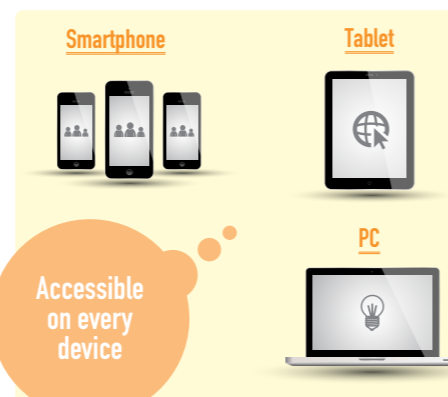 Smartphone
Tablet
PC
Accessible
on every
device